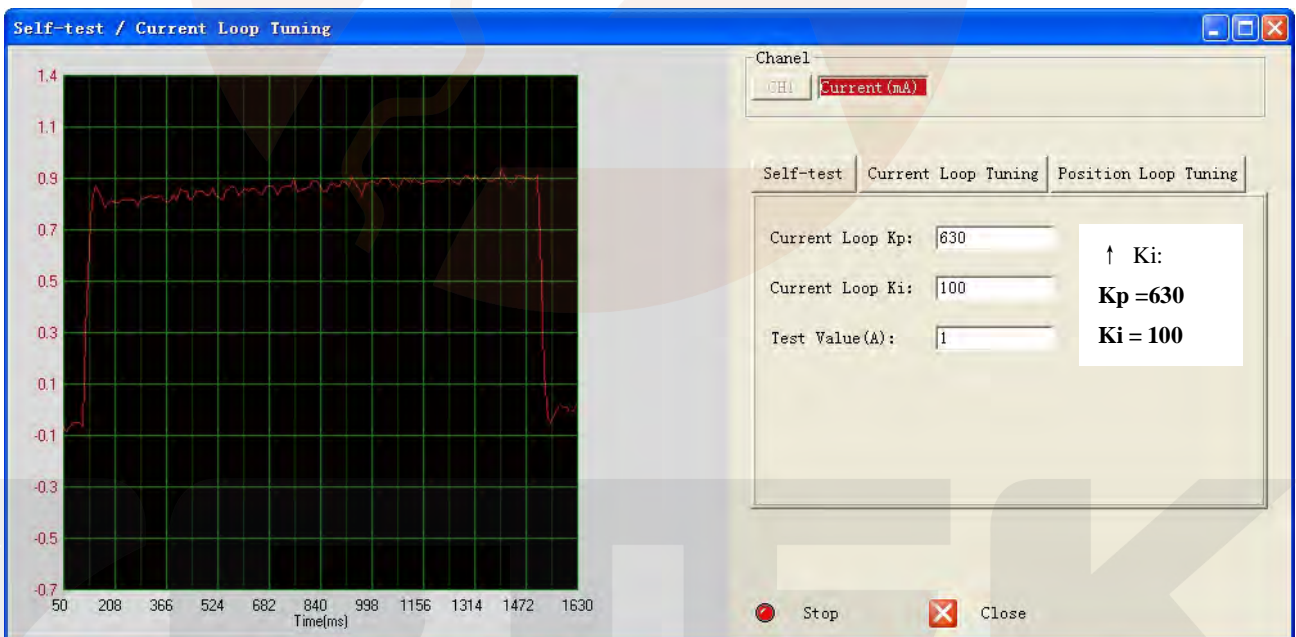 Self-test / Current Loop Tuning
1.4
1.1
0.9
0.7
0.5
0.3
0.1
-0.1
-0.3
-0.5
-0.7
50 208 366 524 682 840 998 1156 1314 1472 1630
Time(ms)
Chanel
CH1 Current(mA)
Self-test Current Loop Tuning Position Loop Tuning
Current Loop Kp: 630
Current Loop Ki: 100
Test Value(A): 1
↑ Ki:
Kp =630
Ki = 100
Stop Close